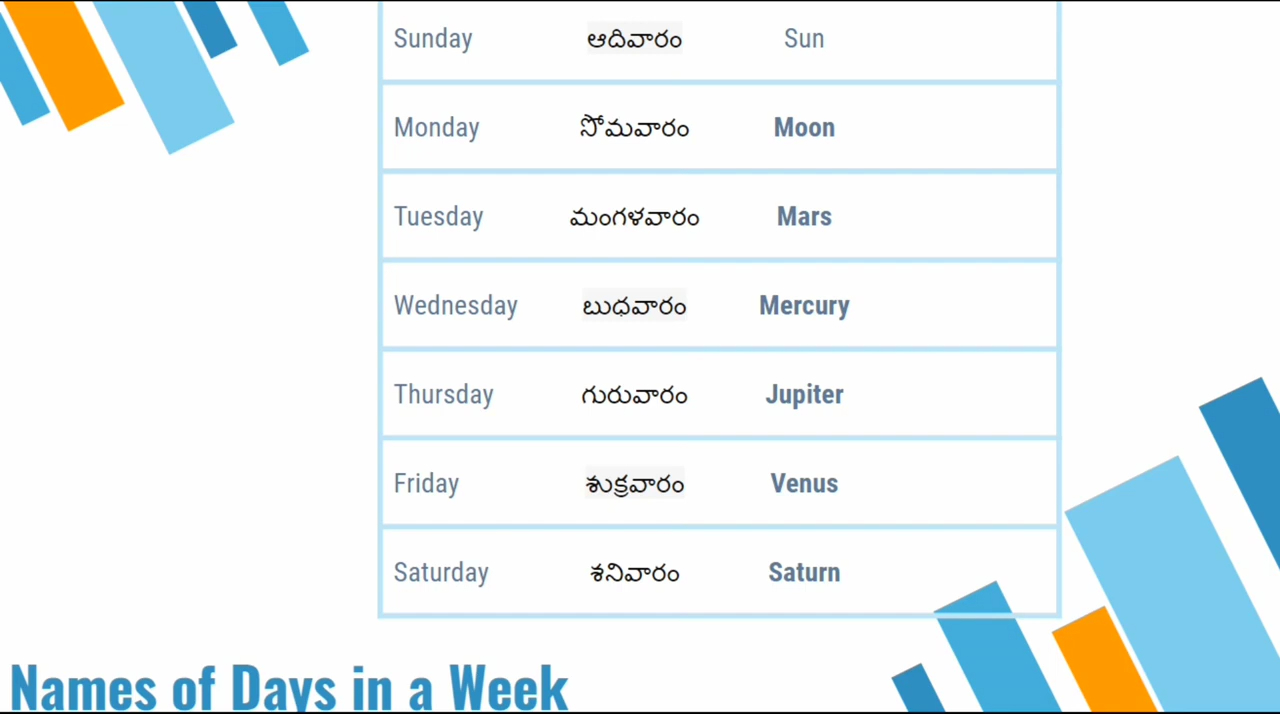 Sunday ఆదివారం Sun
Monday సోమవారం Moon
Tuesday మంగళవారం Mars
Wednesday బుధవారం Mercury
Thursday గురువారం Jupiter
Friday శుక్రవారం Venus
Saturday శనివారం Saturn
Names of Days in a Week